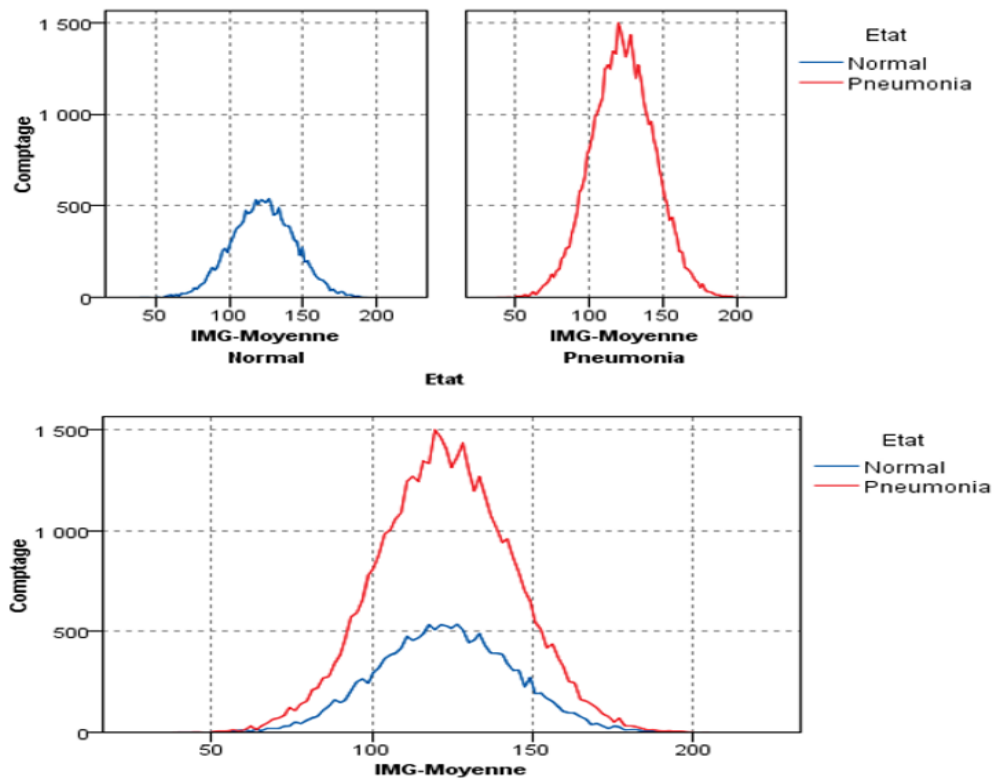 1 500
1 000
500
0
Comptage
50 100 150 200
IMG-Moyenne
Normal
50 100 150 200
IMG-Moyenne
Pneumonia
Etat
Etat
Normal
Pneumonia
1 500
1 000
500
0
Comptage
50 100 150 200
IMG-Moyenne
Etat
Normal
Pneumonia